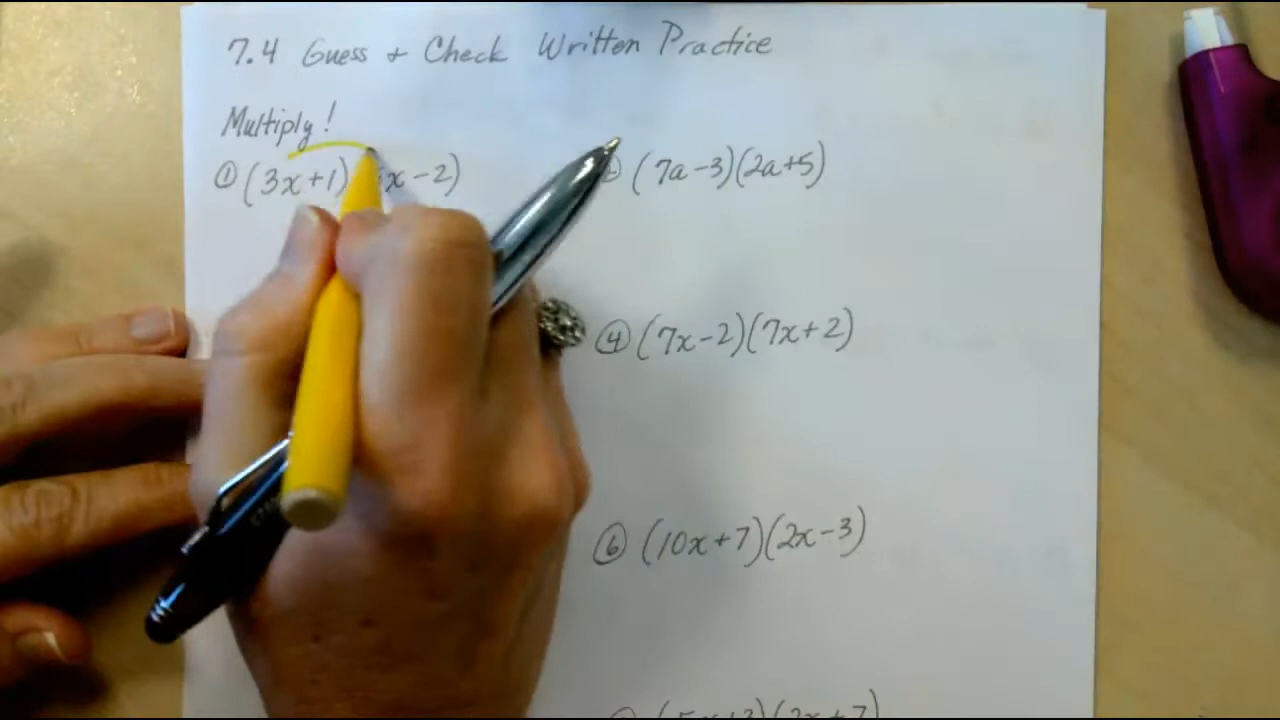 7.4 Guess + Check Written Practice
Multiply!
① (3x+1) x-2)
(7a-3)(2a+5)
④ (7x-2)(7x+2)
⑥ (10x+7)(2x-3)